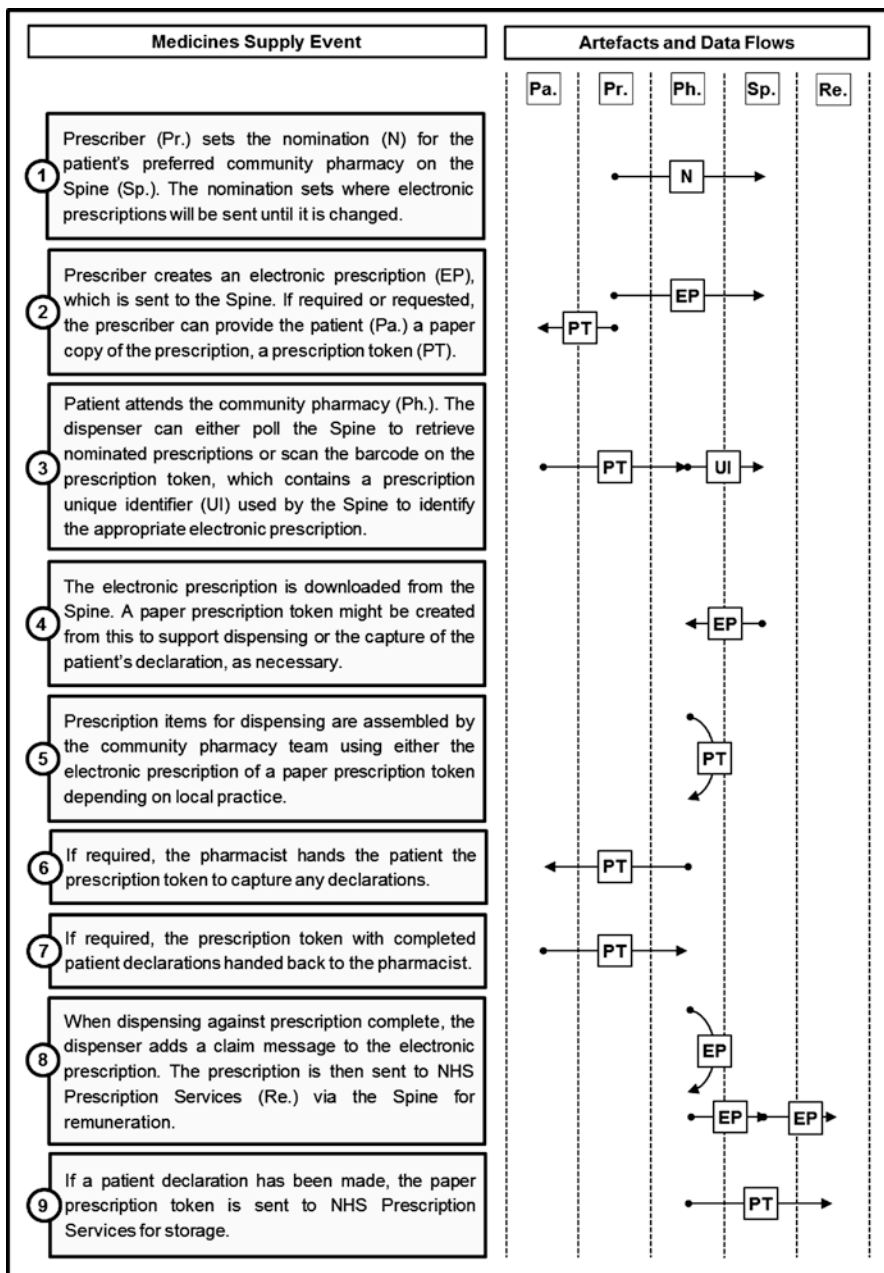 Medicines Supply Event
Artefacts and Data Flows
Pa. Pr. Ph. Sp. Re.
1
Prescriber (Pr.) sets the nomination (N) for the
patient's preferred community pharmacy on the
Spine (Sp.). The nomination sets where electronic
prescriptions will be sent until it is changed.
N
2
Prescriber creates an electronic prescription (EP),
which is sent to the Spine. If required or requested,
the prescriber can provide the patient (Pa.) a paper
copy of the prescription, a prescription token (PT).
EP
PT
3
Patient attends the community pharmacy (Ph.). The
dispenser can either poll the Spine to retrieve
nominated prescriptions or scan the barcode on the
prescription token, which contains a prescription
unique identifier (UI) used by the Spine to identify
the appropriate electronic prescription.
PT UI
4
The electronic prescription is downloaded from the
Spine. A paper prescription token might be created
from this to support dispensing or the capture of the
patient's declaration, as necessary.
EP
5
Prescription items for dispensing are assembled by
the community pharmacy team using either the
electronic prescription of a paper prescription token
depending on local practice.
PT
6
If required, the pharmacist hands the patient the
prescription token to capture any declarations.
PT
7
If required, the prescription token with completed
patient declarations handed back to the pharmacist.
PT
8
When dispensing against prescription complete, the
dispenser adds a claim message to the electronic
prescription. The prescription is then sent to NHS
Prescription Services (Re.) via the Spine for
remuneration.
EP
EP EP
9
If a patient declaration has been made, the paper
prescription token is sent to NHS Prescription
Services for storage.
PT